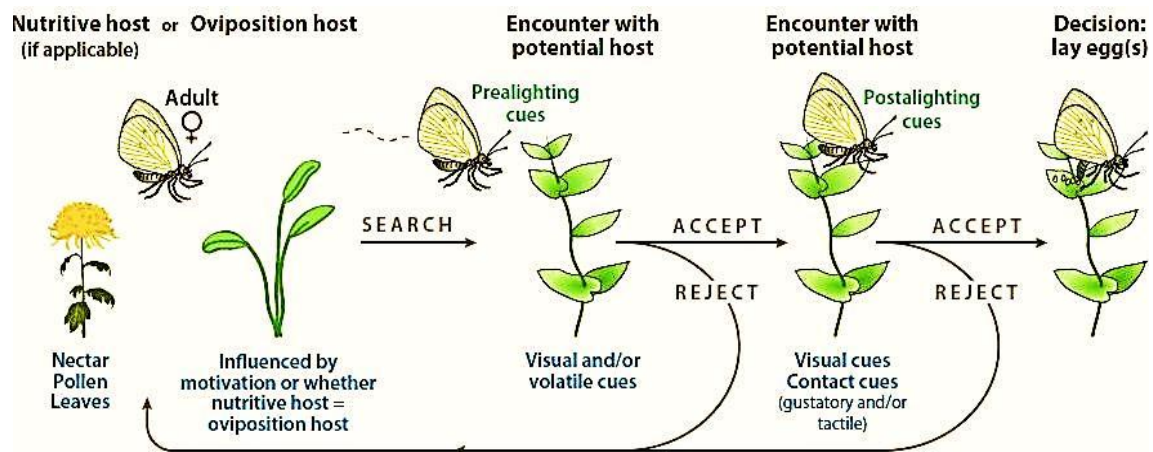 Nutritive host or Oviposition host
(if applicable)
Adult
♀
Nectar
Pollen
Leaves
Influenced by
motivation or whether
nutritive host =
oviposition host
SEARCH
Encounter with
potential host
Prealighting
cues
Visual and/or
volatile cues
ACCEPT
REJECT
Encounter with
potential host
Postalighting
cues
Visual cues
Contact cues
(gustatory and/or
tactile)
ACCEPT
REJECT
Decision:
lay egg(s)